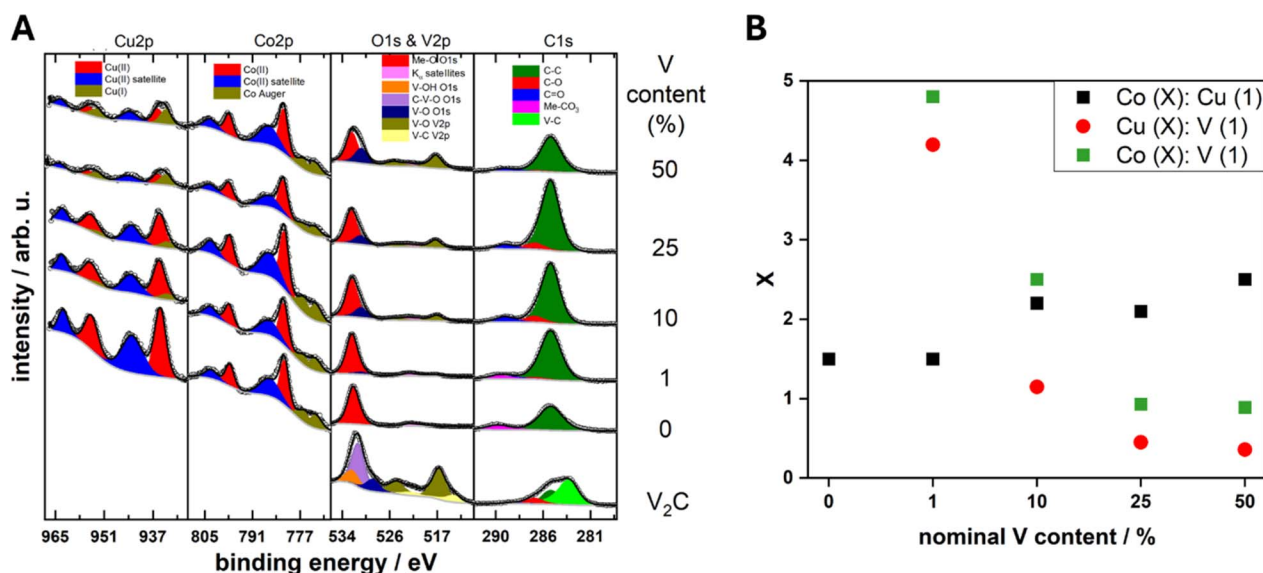 A
Cu2p
Co2p
O1s & V2p
C1s
Cu(II)
Cu(II) satellite
Cu(I)
Co(II)
Co(II) satellite
Co Auger
Me-O O1s
Kα satellites
V-OH O1s
C-V-O O1s
V-O O1s
V-O V2p
V-C V2p
C-C
C-O
C=O
Me-CO3
V-C
V
content
(%)
50
25
10
1
0
V2C
intensity / arb. u.
965 951 937 805 791 777 534 526 517 290 286 281
binding energy / eV
B
Co (X): Cu (1)
Cu (X): V (1)
Co (X): V (1)
X
5
4
3
2
1
0
0 1 10 25 50
nominal V content / %